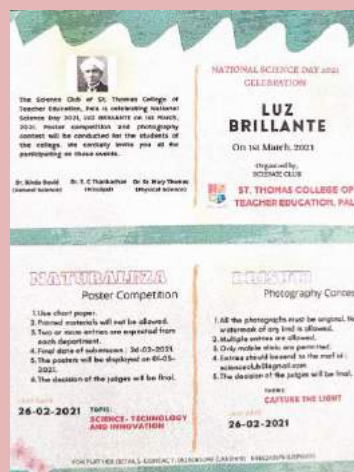 The Science Club of St. Thomas College of
Teacher Education, Pala is celebrating National
Science Day 2021, LUZ BRILLANTE on 1st March,
2021. Poster competition and photography
contest will be conducted for the students of
the college. We cordially invite you all for
participating on those events.
Dr. T. C Thankachan
(Principal)
(Physical Science)
NATIONAL SCIENCE DAY 2021
CELEBRATION
LUZ
BRILLANTE
On 1st March, 2021
Organised by,
SCIENCE CLUB
ST. THOMAS COLLEGE OF
TEACHER EDUCATION, PAL
NATURALIZA
Poster Competition
1.Use chart paper.
2.Printed materials will not be allowed.
3.Two or more entries are expected from
each department.
4.Final date of submission : 26-02-2021
5.The posters will be displayed on
2021.
6.The decision of the judges will be final.
26-02-2021
TOPIC:
SCIENCE- TECHNOLOGY
AND INNOVATION
Photography Contes
1.All the photographs must be original. No
watermark of any kind is allowed.
2.Multiple entries are allowed.
3.Only mobile clicks are permitted.
4.Entries should be send to the mail id :
5.The decision of the judges will be final.
CAPTURE THE LIGHT
26-02-2021
FOR FURTHER DETAILS CONTACT